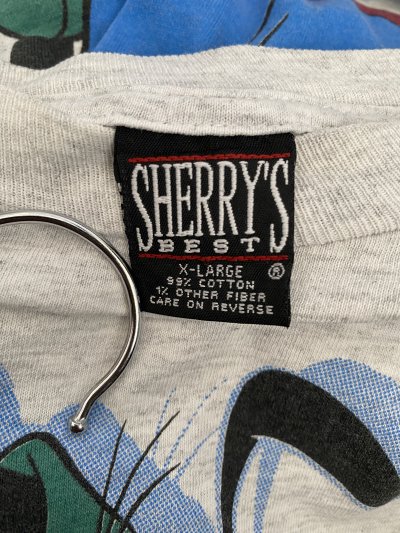 SHERRY'S
BEST
X-LARGE
99% COTTON
1% OTHER FIBER
CARE ON REVERSE
®